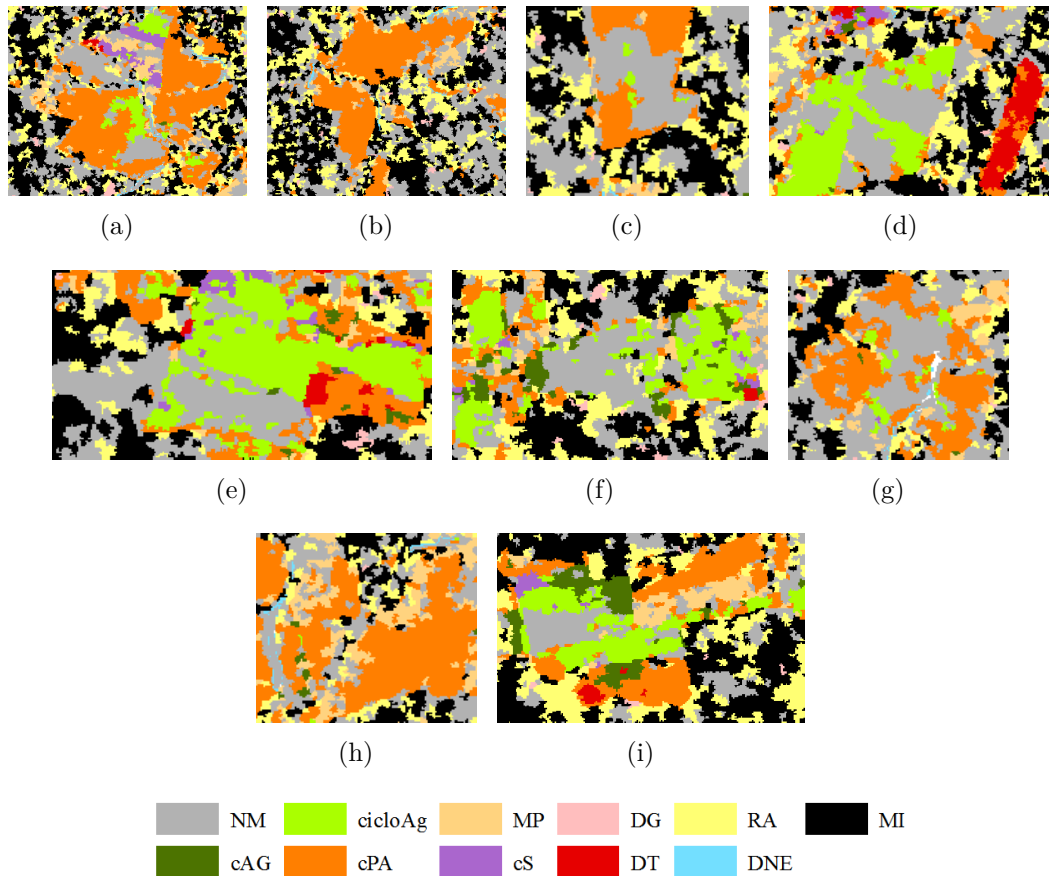 (a) (b) (c) (d)
(e) (f) (g)
(h) (i)
NM cicloAg MP DG RA MI
cAG cPA cS DT DNE